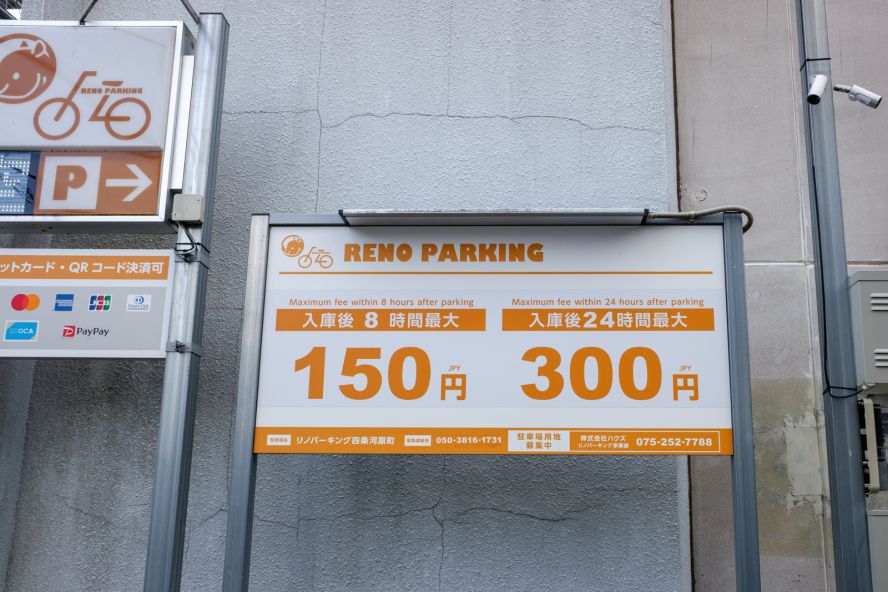 RENO PARKING
P
ットカード・QRコード決済可
ICOCA
PayPay
RENO PARKING
Maximum fee within 8 hours after parking
入庫後 8 時間最大
150 JPY 円
Maximum fee within 24 hours after parking
入庫後24時間最大
300 JPY 円
駐車場名 リノパーキング四条河原町
050-3816-1731
駐車場用地
募集中
株式会社ハウズ
リノパーキング事業部
075-252-7788